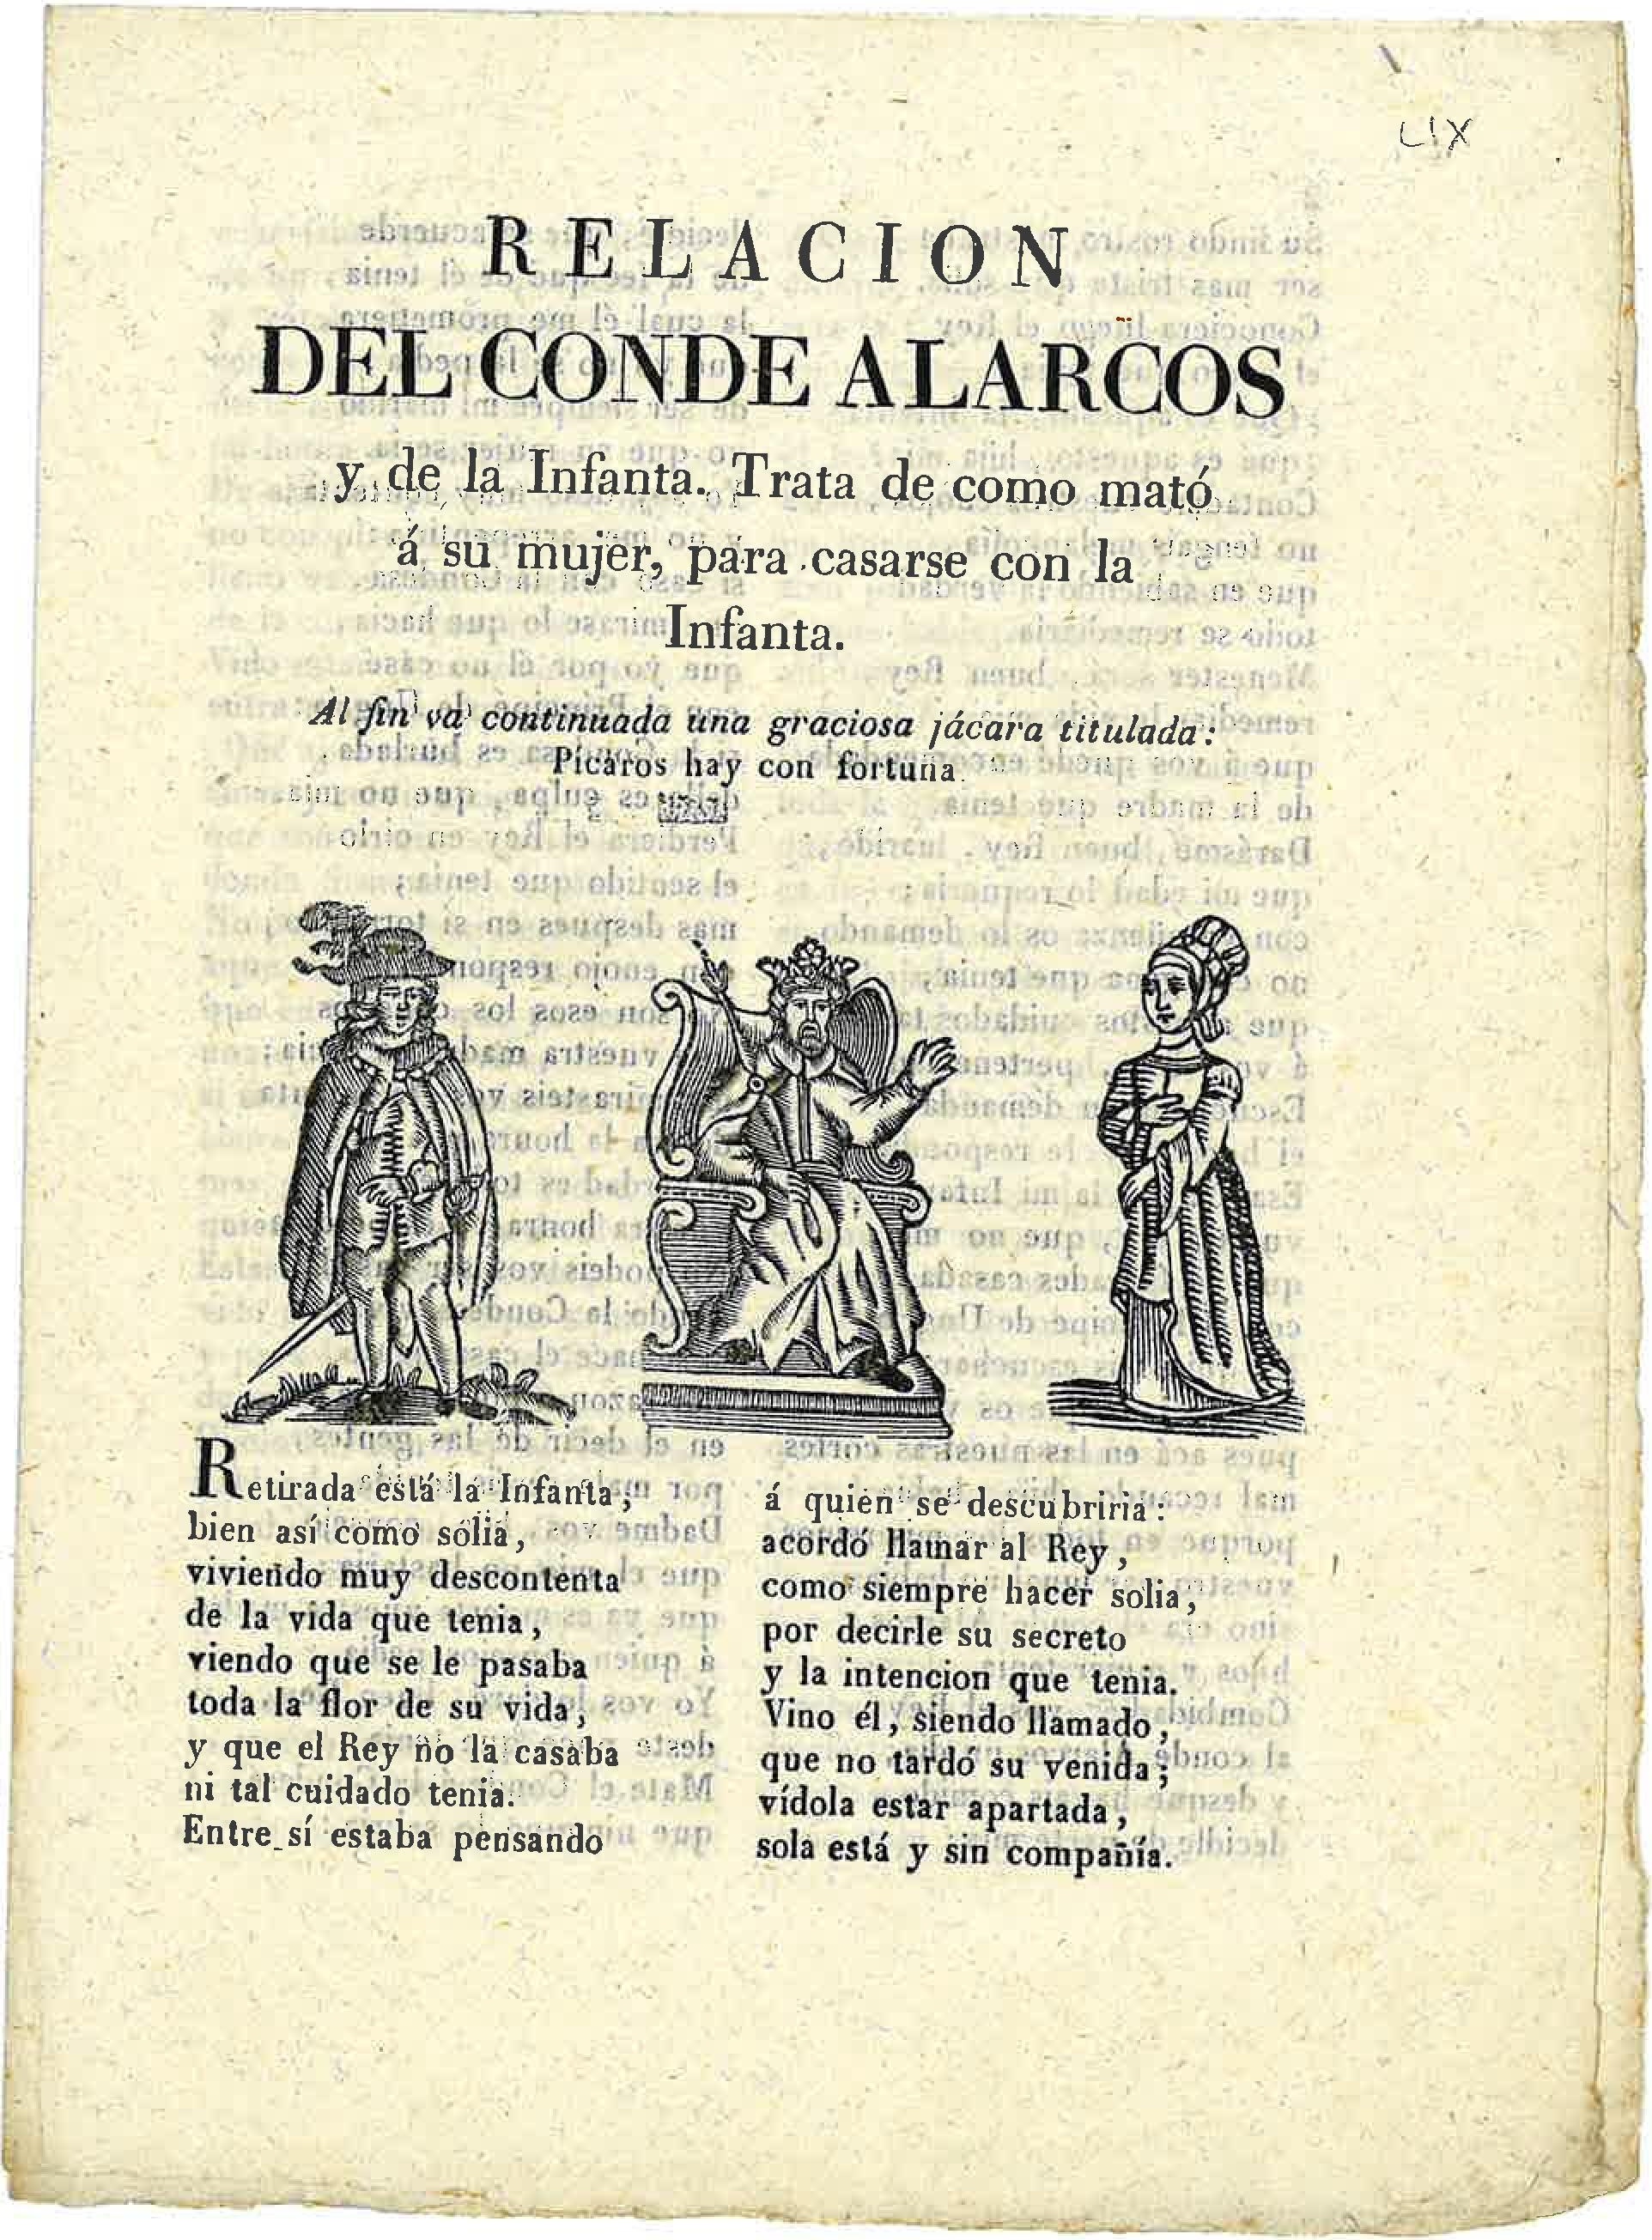 LIX
RELACION
DEL CONDE ALARCOS
y de la Infanta. Trata de como mató
á su mujer, para casarse con la
Infanta.
Al fin va continuada una graciosa jácara titulada:
Pícaros hay con fortuna.
Retirada está la Infanta,
bien así como solia,
viviendo muy descontenta
de la vida que tenia,
viendo que se le pasaba
toda la flor de su vida,
y que el Rey no la casaba
ni tal cuidado tenia.
Entre sí estaba pensando
á quien se descubriria:
acordó llamar al Rey,
como siempre hacer solia,
por decirle su secreto
y la intencion que tenia.
Vino él, siendo llamado,
que no tardó su venida;
vídola estar apartada,
sola está y sin compañía.